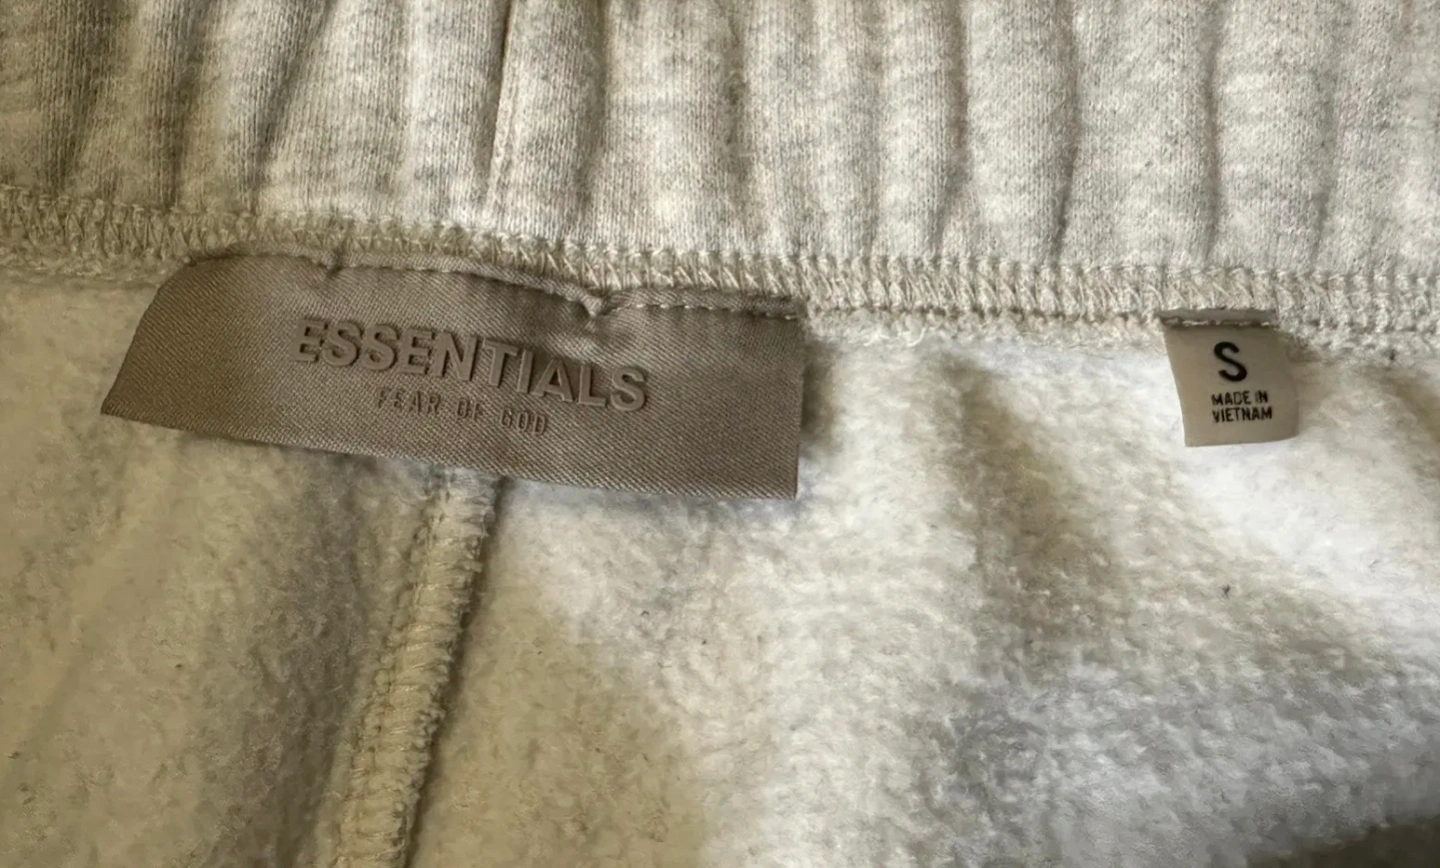 ESSENTIALS
FEAR OF GOD
S
MADE IN
VIETNAM